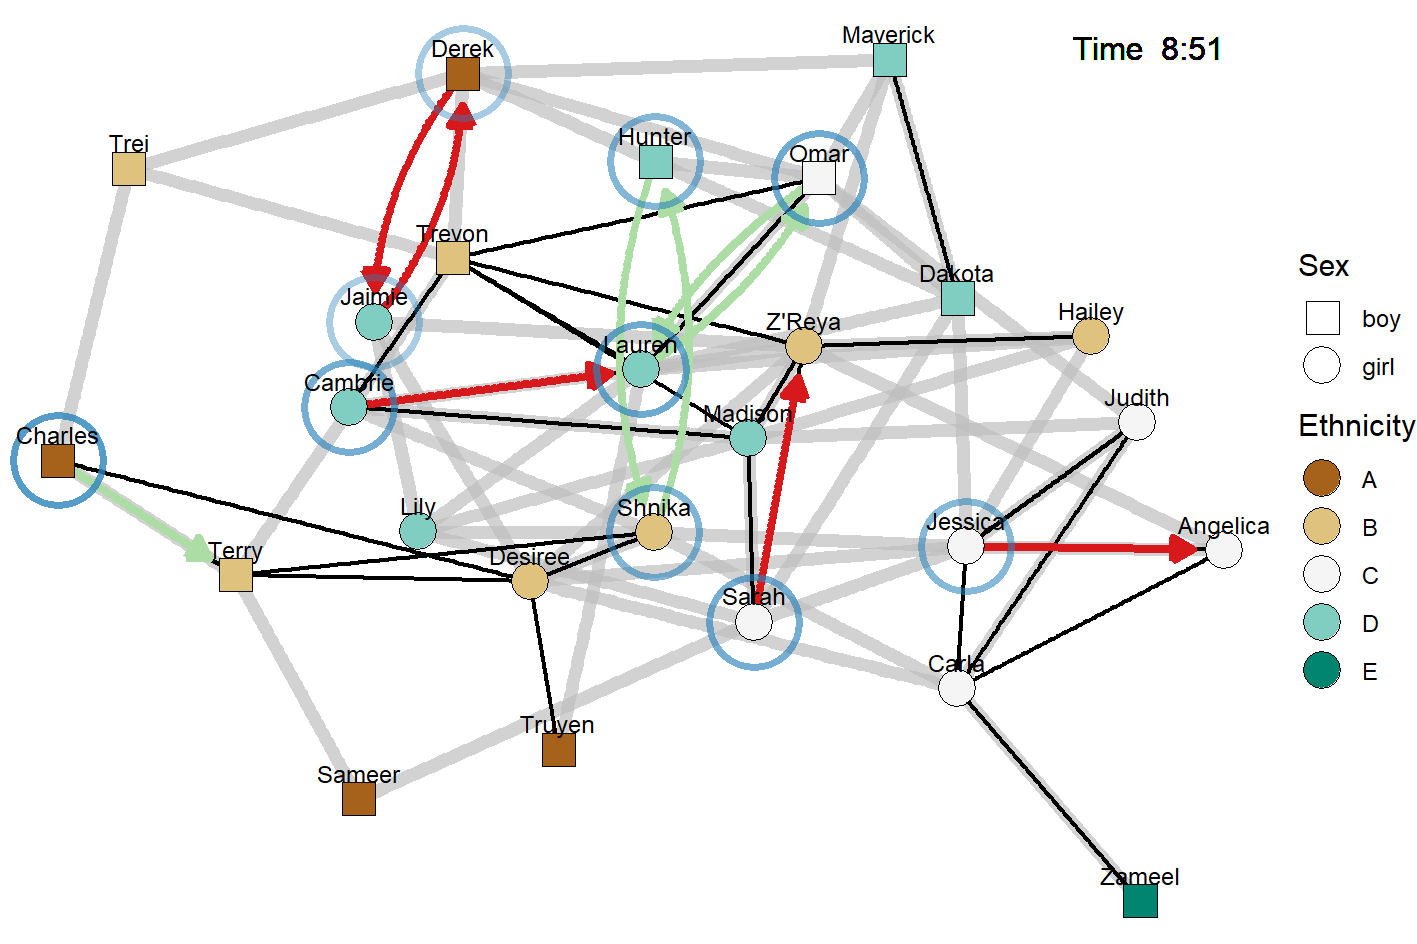 Maverick
Time 8:51
Derek
Hunter
Trei
Omar
Trevon
Dakota
Sex
Jaimie
Z'Reya
Hailey
boy
Lauren
girl
Cambrie
Judith
Madison
Ethnicity
Charles
A
Lily
Shnika
Jessica
Angelica
B
Terry
Desiree
C
Sarah
D
Carla
E
Truyen
Sameer
Zameel